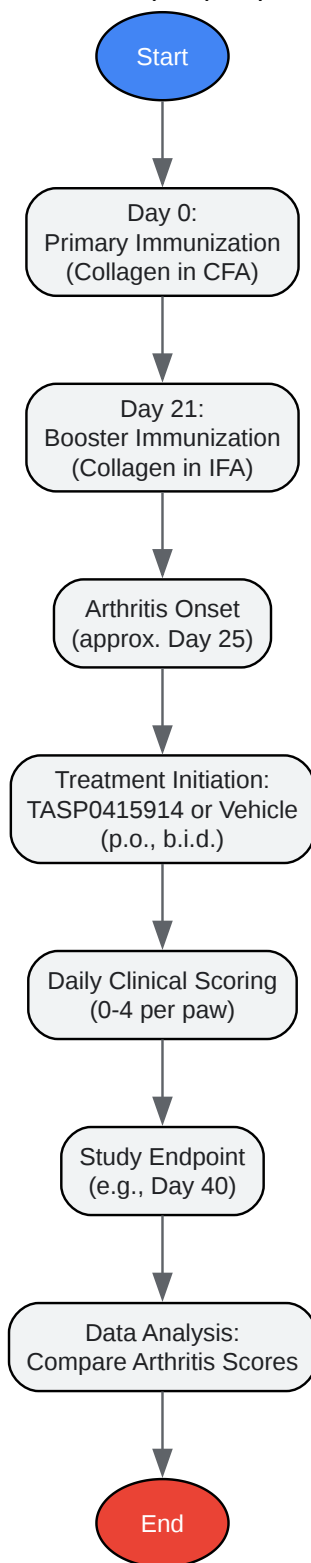 Start
Day 0:
Primary Immunization
(Collagen in CFA)
Day 21:
Booster Immunization
(Collagen in IFA)
Arthritis Onset
(approx. Day 25)
Treatment Initiation:
TASP0415914 or Vehicle
(p.o., b.i.d.)
Daily Clinical Scoring
(0-4 per paw)
Study Endpoint
(e.g., Day 40)
Data Analysis:
Compare Arthritis Scores
End